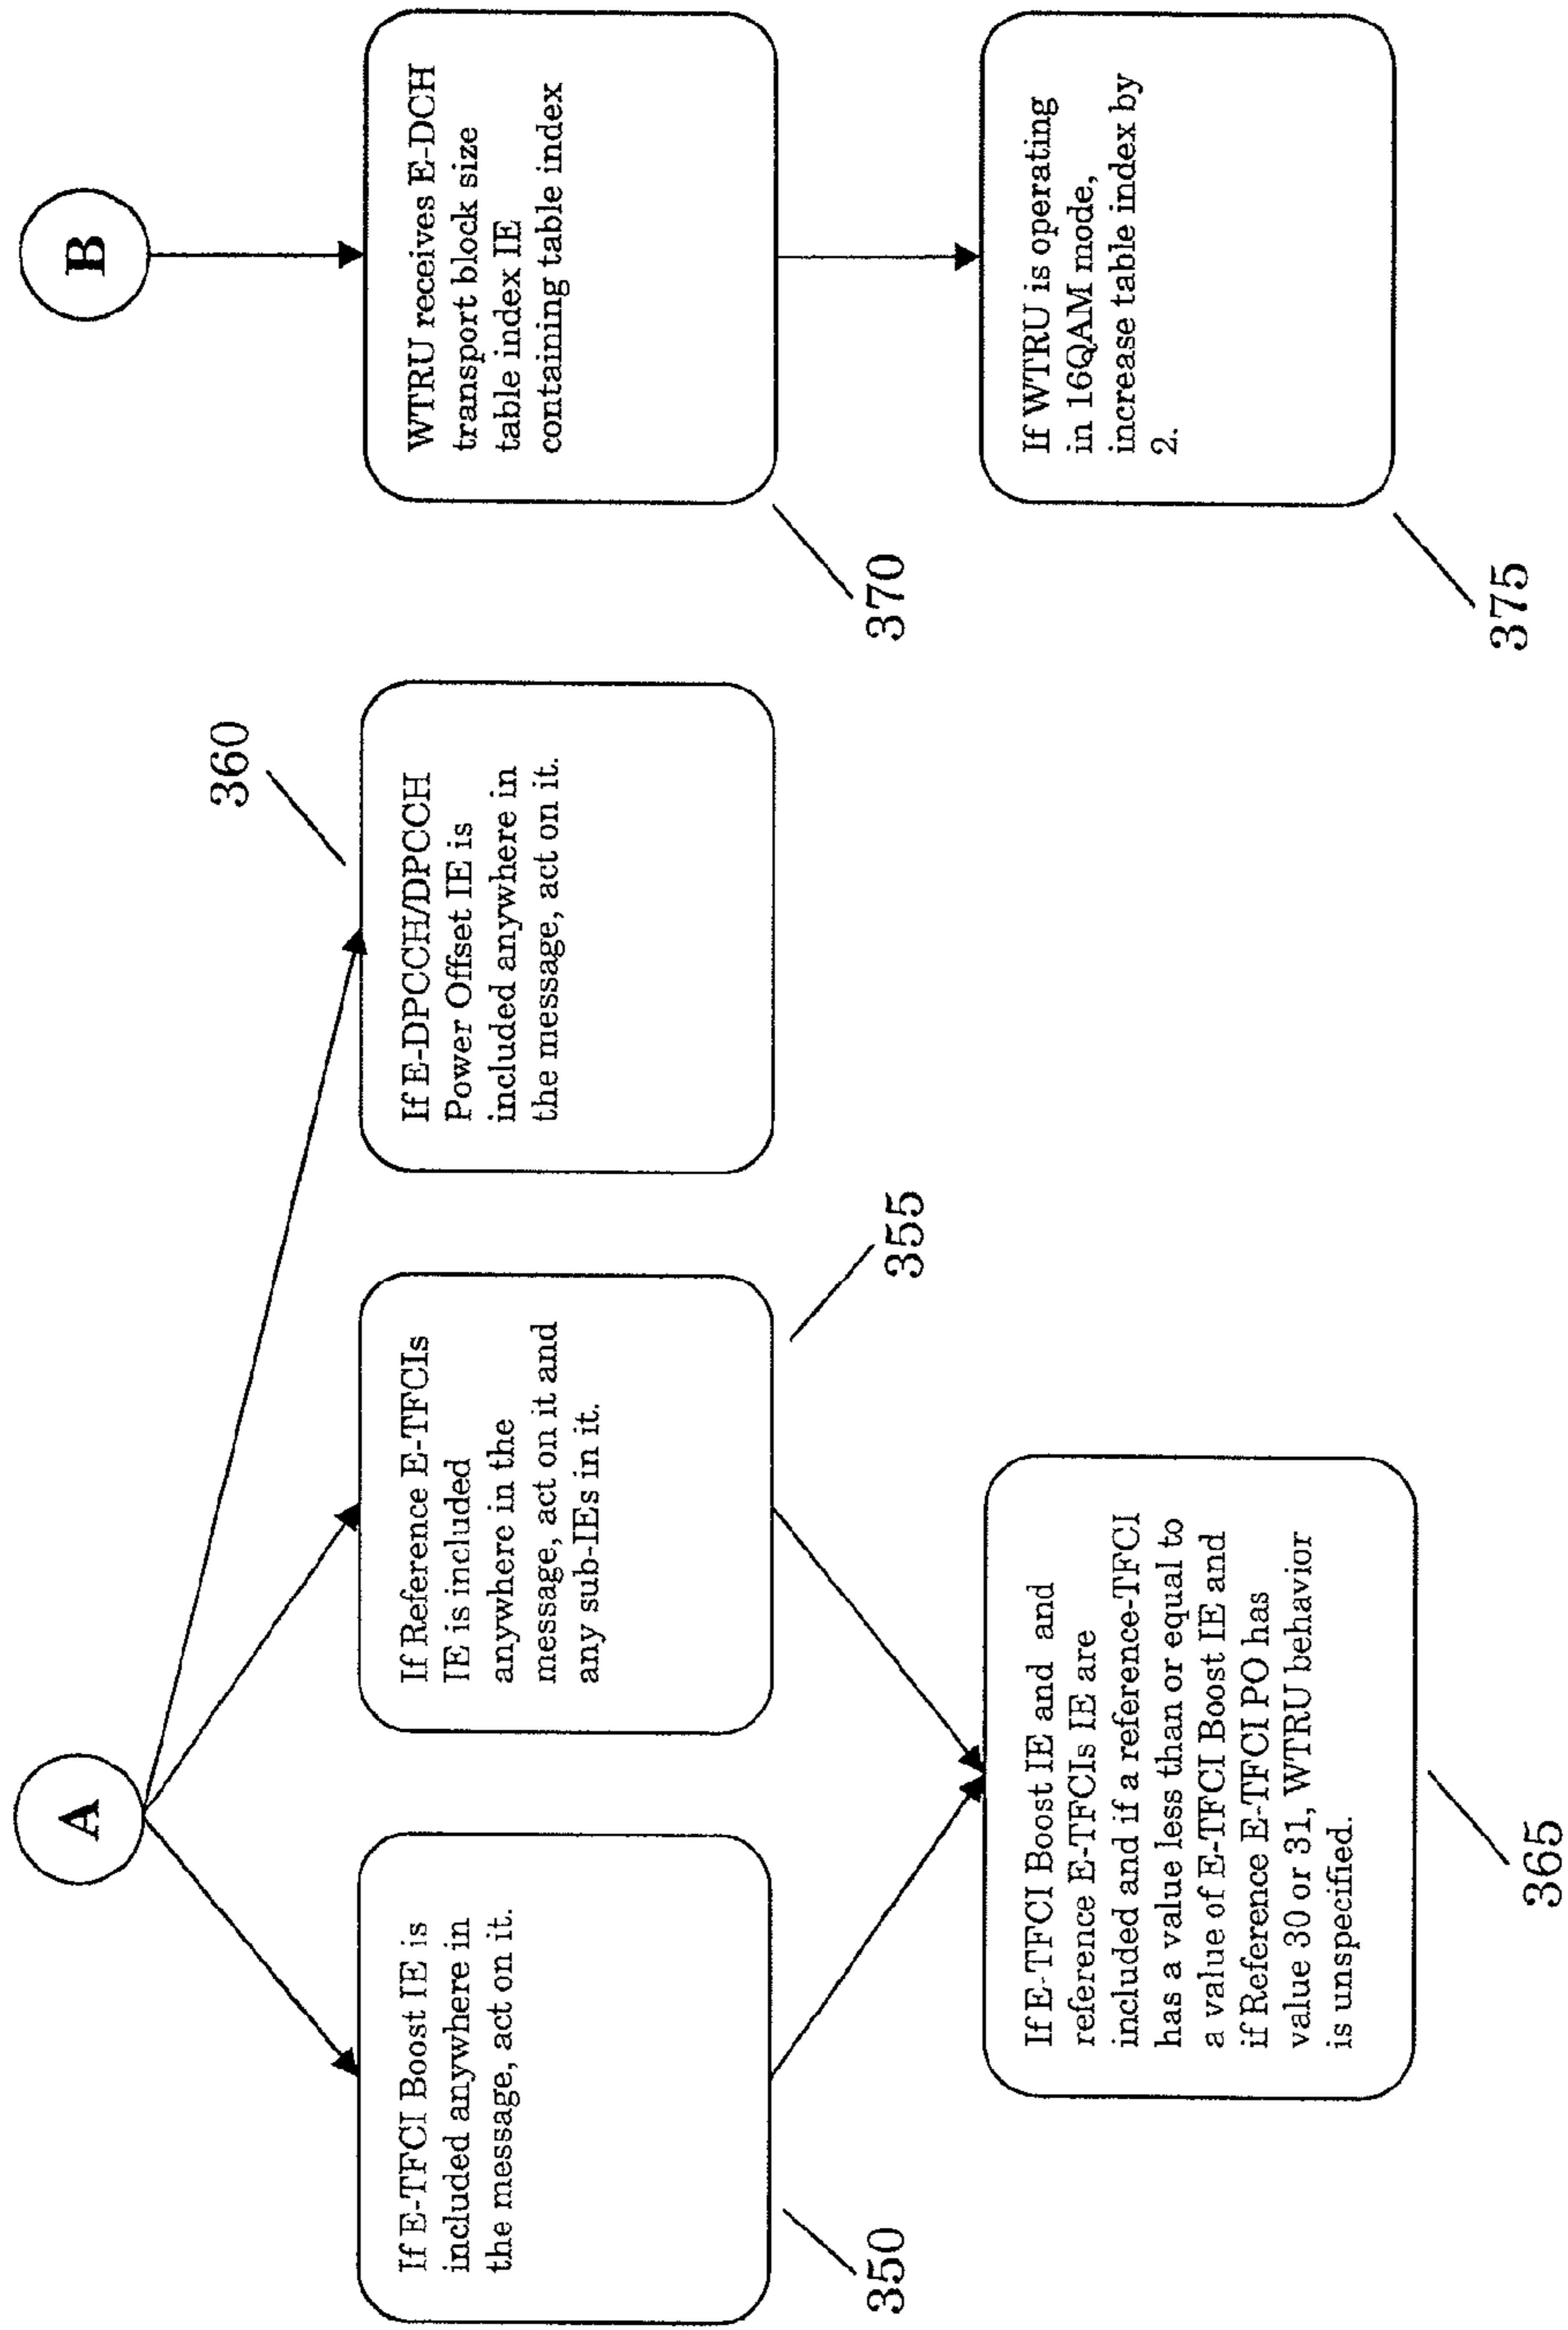 A
If E-TFCI Boost IE is
included anywhere in
the message, act on it.
350
If Reference E-TFCIs
IE is included
anywhere in the
message, act on it and
any sub-IEs in it.
355
If E-DPCCH/DPCCH
Power Offset IE is
included anywhere in
the message, act on it.
360
If E-TFCI Boost IE and and
reference E-TFCIs IE are
included and if a reference-TFCI
has a value less than or equal to
a value of E-TFCI Boost IE and
if Reference E-TFCI PO has
value 30 or 31, WTRU behavior
is unspecified.
365
B
WTRU receives E-DCH
transport block size
table index IE
containing table index
370
If WTRU is operating
in 16QAM mode,
increase table index by
2.
375